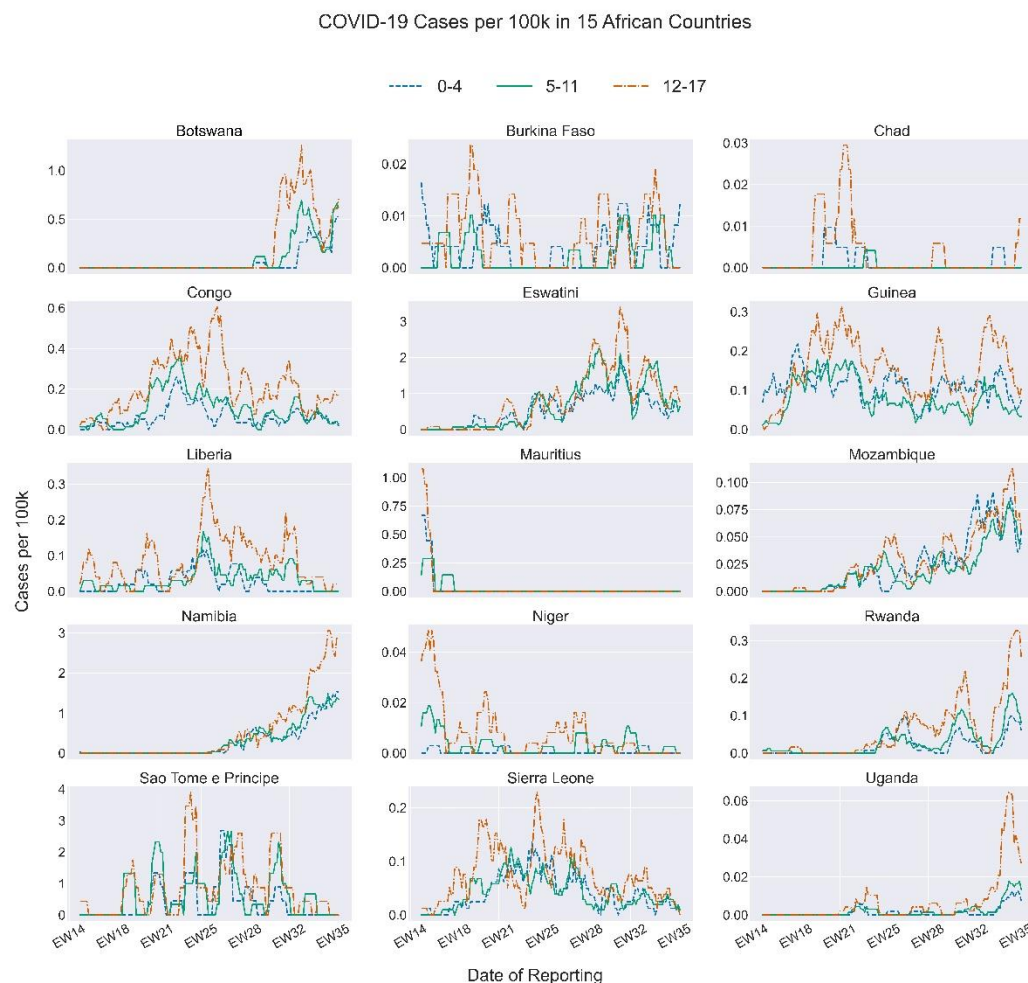 COVID-19 Cases per 100k in 15 African Countries
0-4 5-11 12-17
Botswana Burkina Faso Chad
1.0 0.5 0.0
0.02 0.01 0.00
0.03 0.02 0.01 0.00
Congo Eswatini Guinea
0.6 0.4 0.2 0.0
3 2 1 0
0.3 0.2 0.1 0.0
Liberia Mauritius Mozambique
0.3 0.2 0.1 0.0
1.00 0.75 0.50 0.25 0.00
0.100 0.075 0.050 0.025 0.000
Cases per 100k
Namibia Niger Rwanda
3 2 1 0
0.04 0.02 0.00
0.3 0.2 0.1 0.0
Sao Tome e Principe Sierra Leone Uganda
4 3 2 1 0
0.2 0.1 0.0
0.06 0.04 0.02 0.00
EW14 EW18 EW21 EW25 EW28 EW32 EW35
EW14 EW18 EW21 EW25 EW28 EW32 EW35
EW14 EW18 EW21 EW25 EW28 EW32 EW35
Date of Reporting